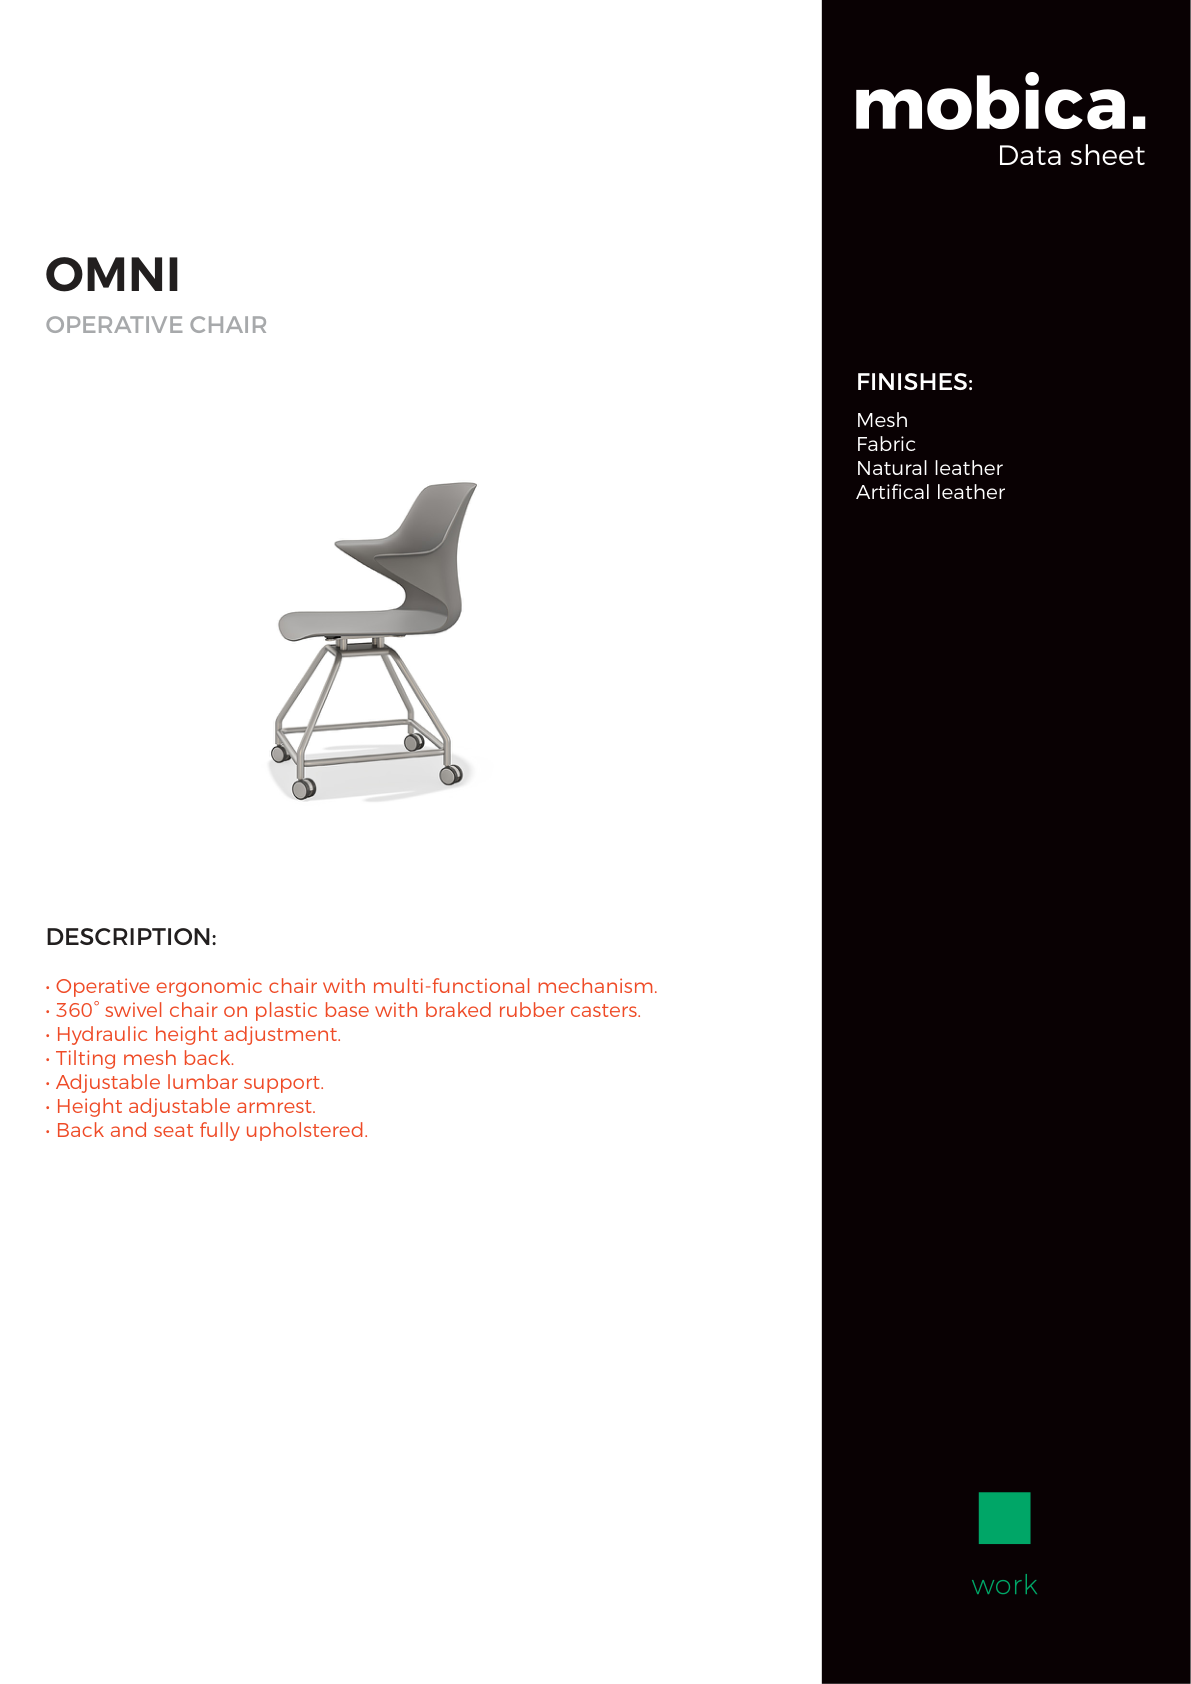 mobica.
Data sheet
OMNI
OPERATIVE CHAIR
FINISHES:
Mesh
Fabric
Natural leather
Artifical leather
DESCRIPTION:
• Operative ergonomic chair with multi-functional mechanism.
• 360° swivel chair on plastic base with braked rubber casters.
• Hydraulic height adjustment.
• Tilting mesh back.
• Adjustable lumbar support.
• Height adjustable armrest.
• Back and seat fully upholstered.
work